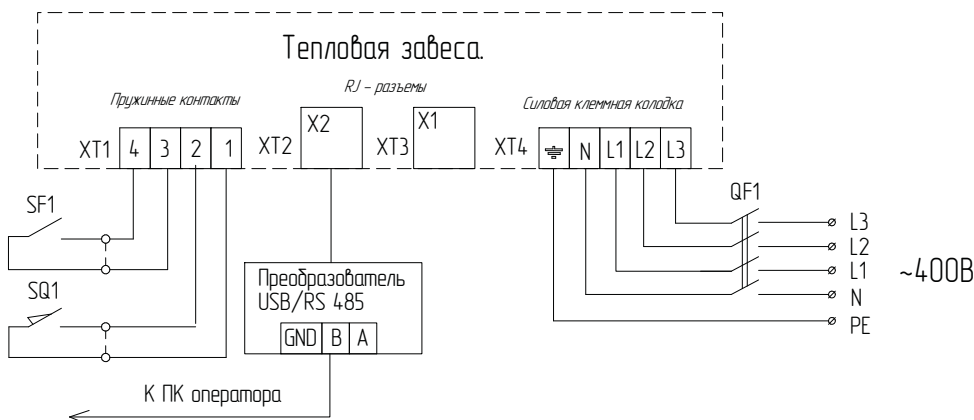 Тепловая завеса.
RJ - разъемы
Пружинные контакты
Силовая клеммная колодка
XT1 4 3 2 1
XT2 X2
XT3 X1
XT4 N L1 L2 L3
SF1
SQ1
QF1
L3
L2
L1
N
PE
~400В
Преобразователь
USB/RS 485
GND B A
К ПК оператора